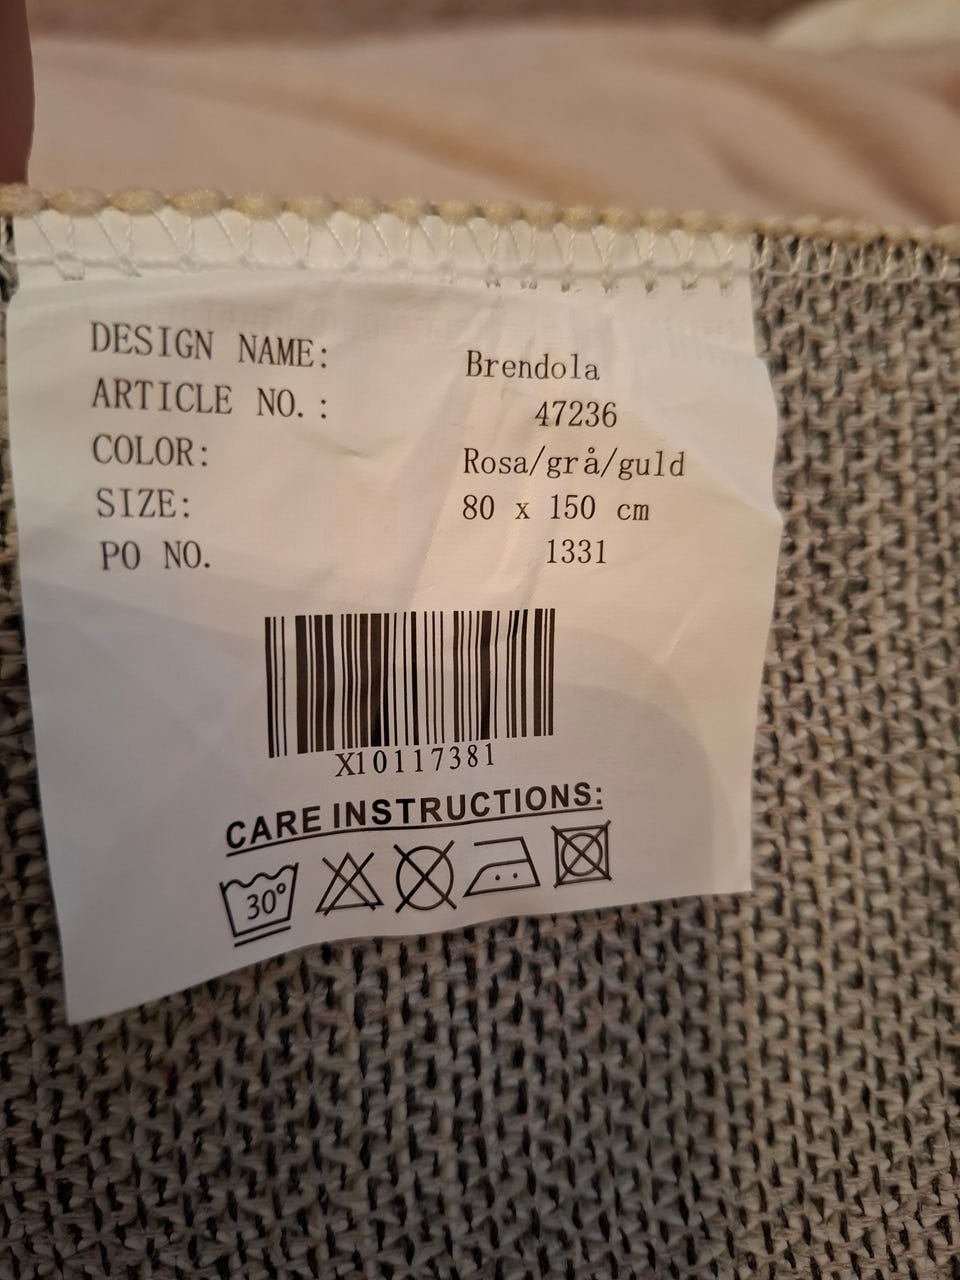 DESIGN NAME: Brendola
ARTICLE NO.: 47236
COLOR: Rosa/grå/guld
SIZE: 80 x 150 cm
PO NO. 1331
X10117381
CARE INSTRUCTIONS:
30°